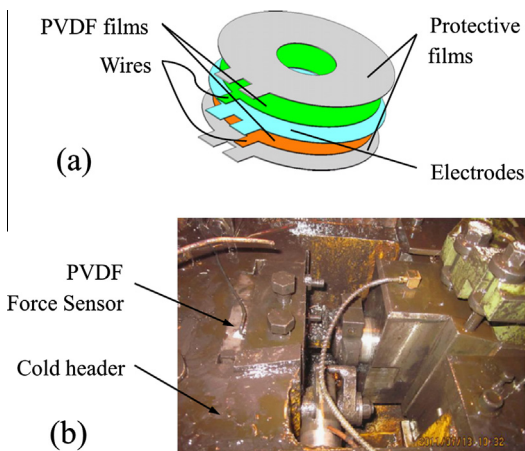 (a)
PVDF films
Wires
Protective
films
Electrodes
PVDF
Force Sensor
Cold header
(b)